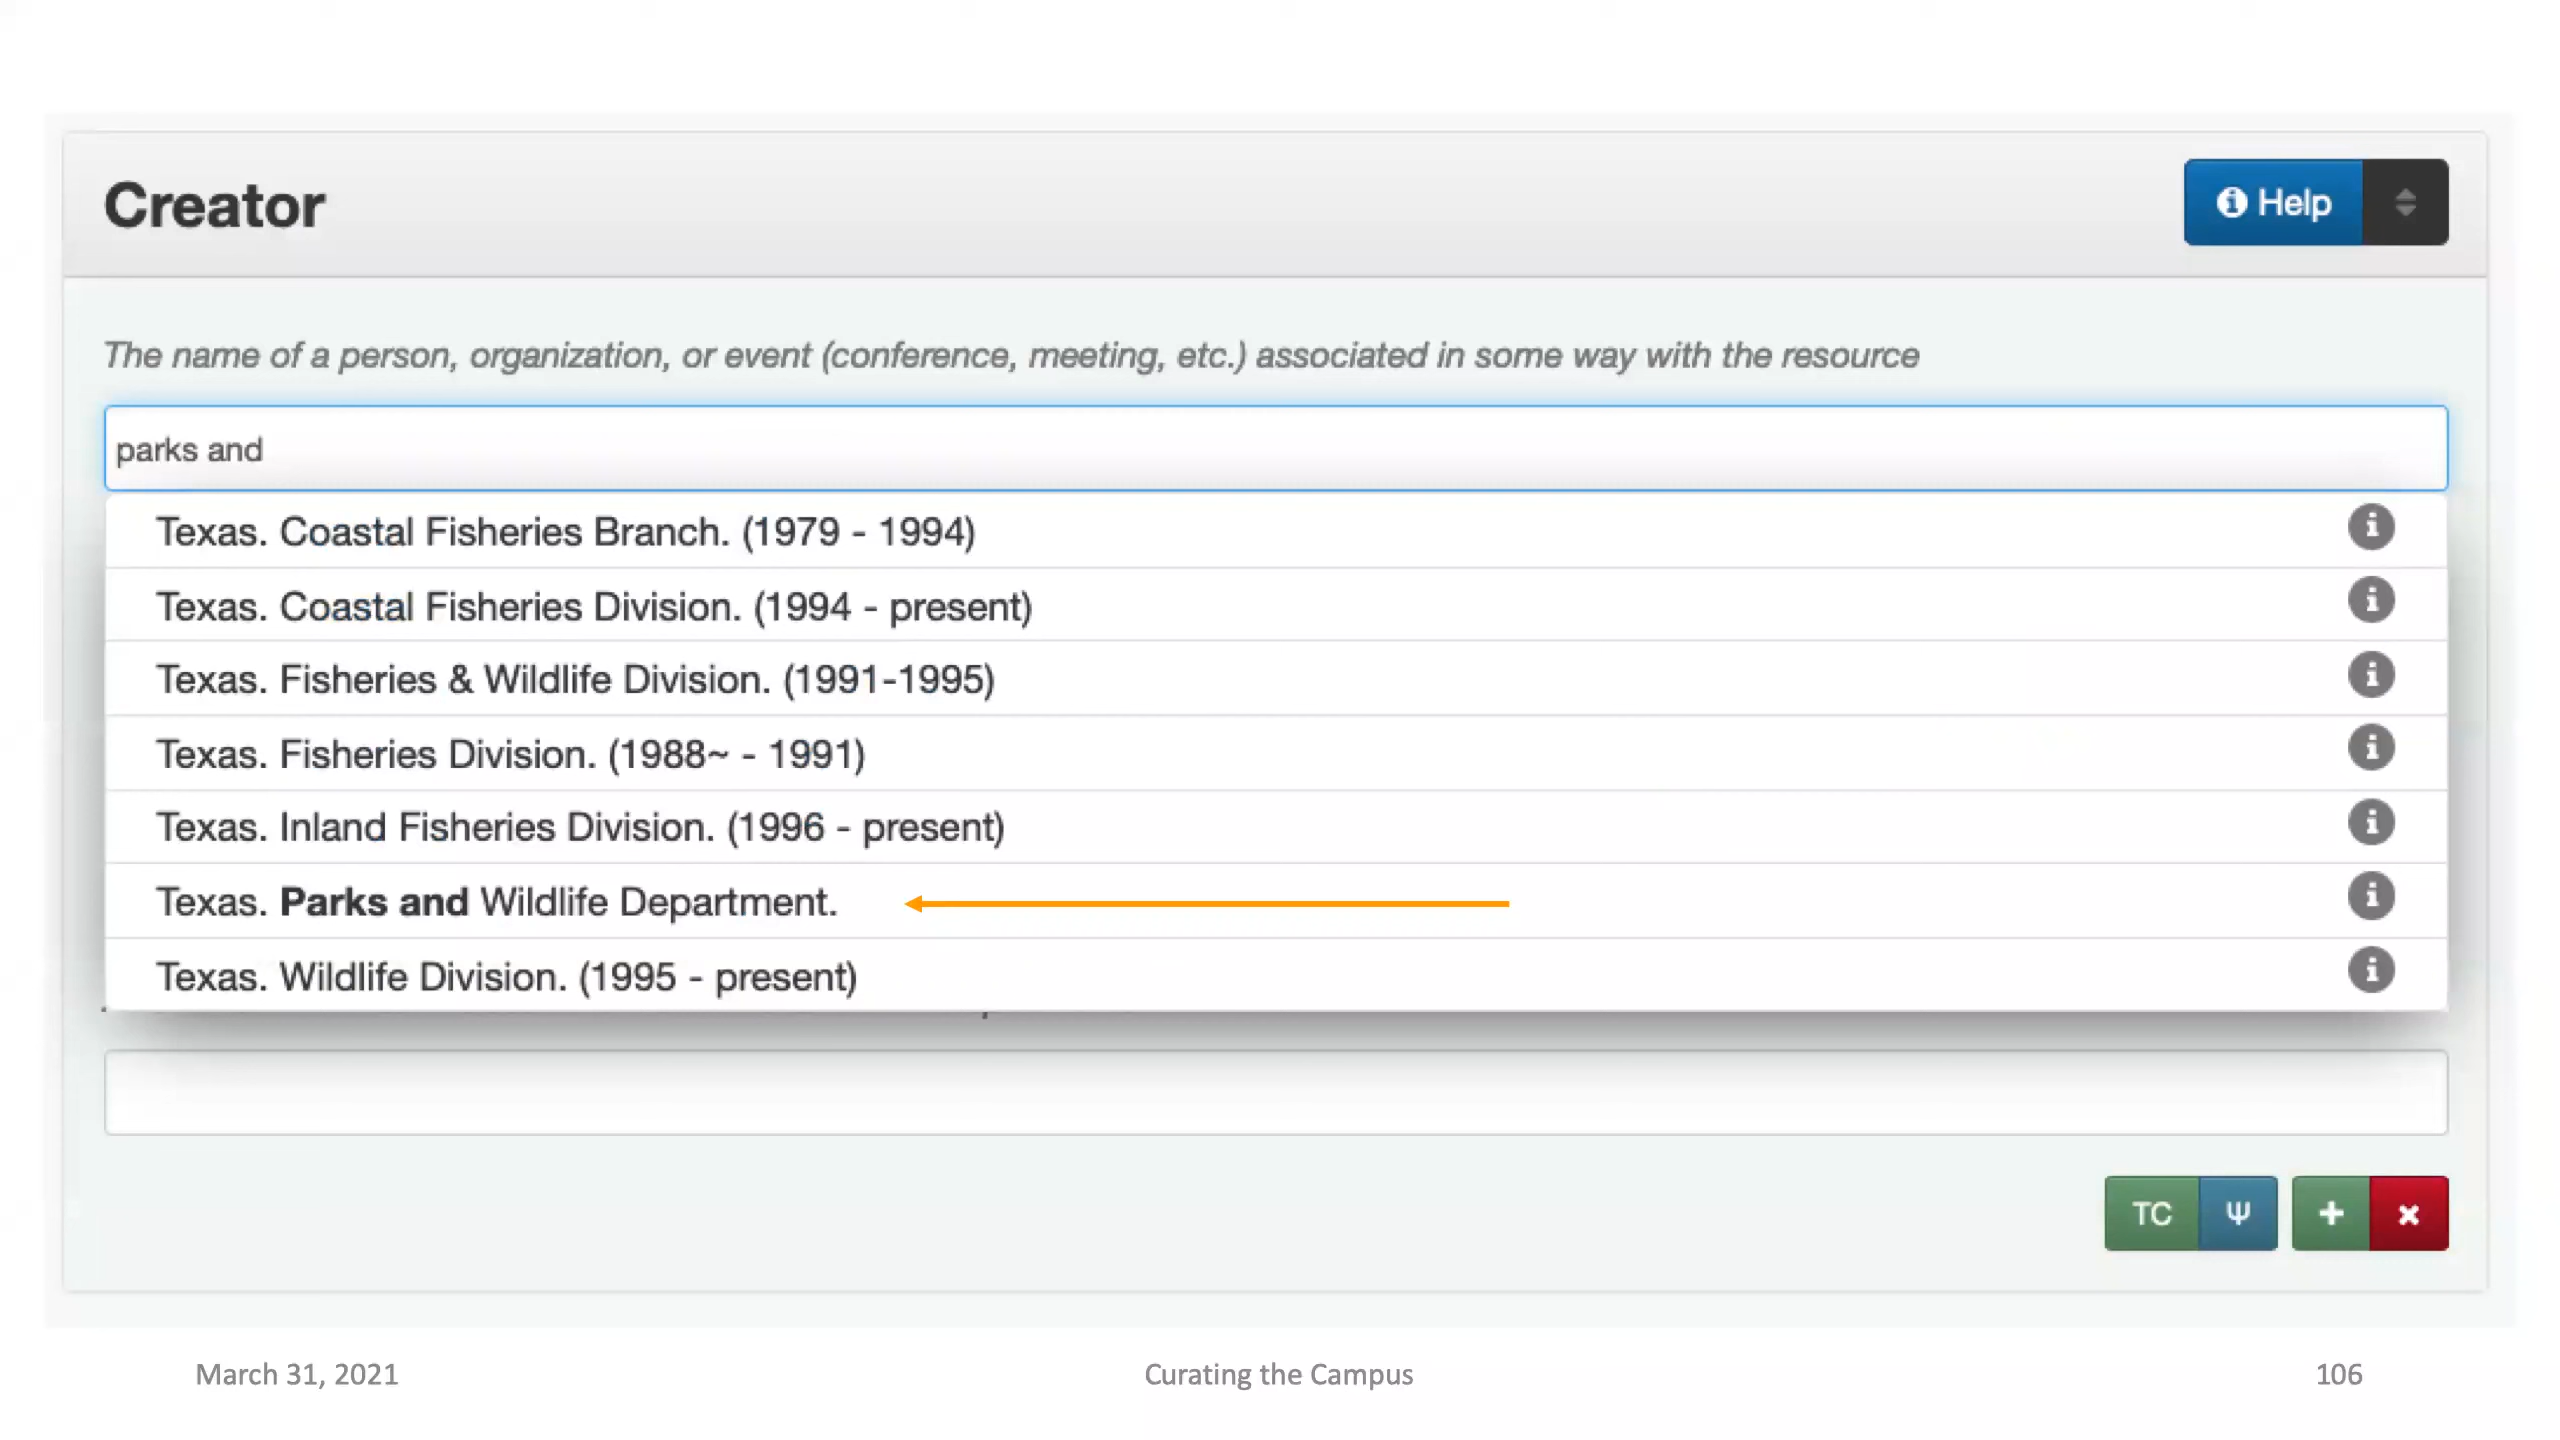 Creator
Help
The name of a person, organization, or event (conference, meeting, etc.) associated in some way with the resource
parks and
Texas. Coastal Fisheries Branch. (1979 - 1994)
Texas. Coastal Fisheries Division. (1994 - present)
Texas. Fisheries & Wildlife Division. (1991-1995)
Texas. Fisheries Division. (1988~ - 1991)
Texas. Inland Fisheries Division. (1996 - present)
Texas. Parks and Wildlife Department.
Texas. Wildlife Division. (1995 - present)
TC Ψ
March 31, 2021
Curating the Campus
106